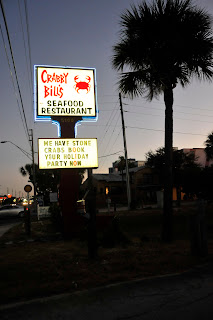 CRABBY
BILL'S
SEAFOOD
RESTAURANT
WE HAVE STONE
CRABS BOOK
YOUR HOLIDAY
PARTY NOW